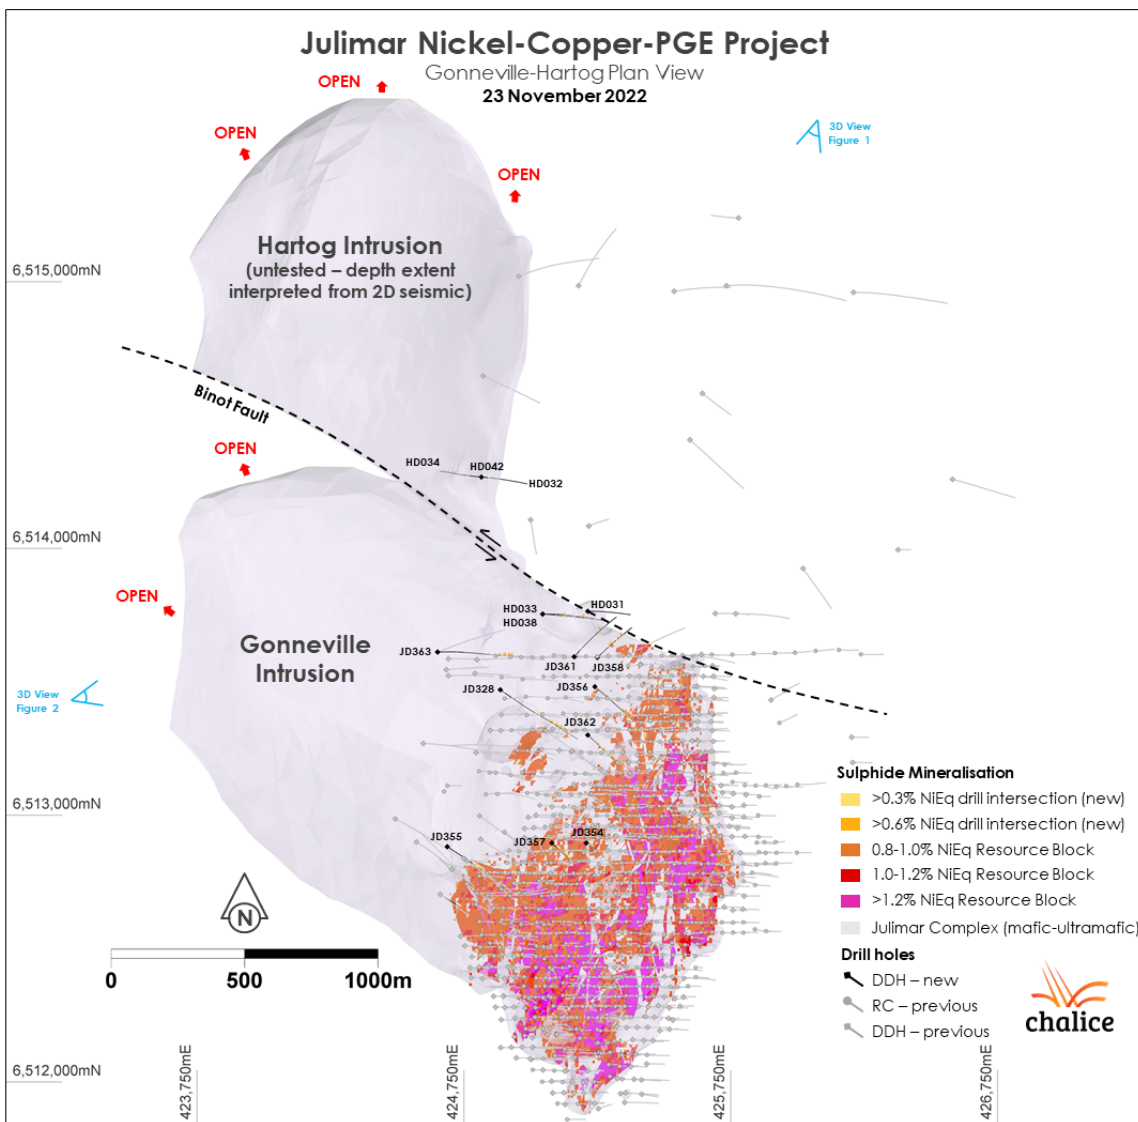 Julimar Nickel-Copper-PGE Project
Gonneville-Hartog Plan View
23 November 2022
OPEN
3D View
Figure 1
OPEN
OPEN
Hartog Intrusion
(untested – depth extent
interpreted from 2D seismic)
6,515,000mN
Binot Fault
OPEN
HD034
HD042
HD032
6,514,000mN
OPEN
HD033
HD031
HD038
Gonneville
Intrusion
JD363
JD361
JD358
3D View
Figure 2
JD328
JD356
JD362
6,513,000mN
JD355
JD357
JD354
Sulphide Mineralisation
>0.3% NiEq drill intersection (new)
>0.6% NiEq drill intersection (new)
0.8-1.0% NiEq Resource Block
1.0-1.2% NiEq Resource Block
>1.2% NiEq Resource Block
Julimar Complex (mafic-ultramafic)
Drill holes
DDH – new
RC – previous
DDH – previous
N
0
500
1000m
chalice
6,512,000mN
423,750mE
424,750mE
425,750mE
426,750mE